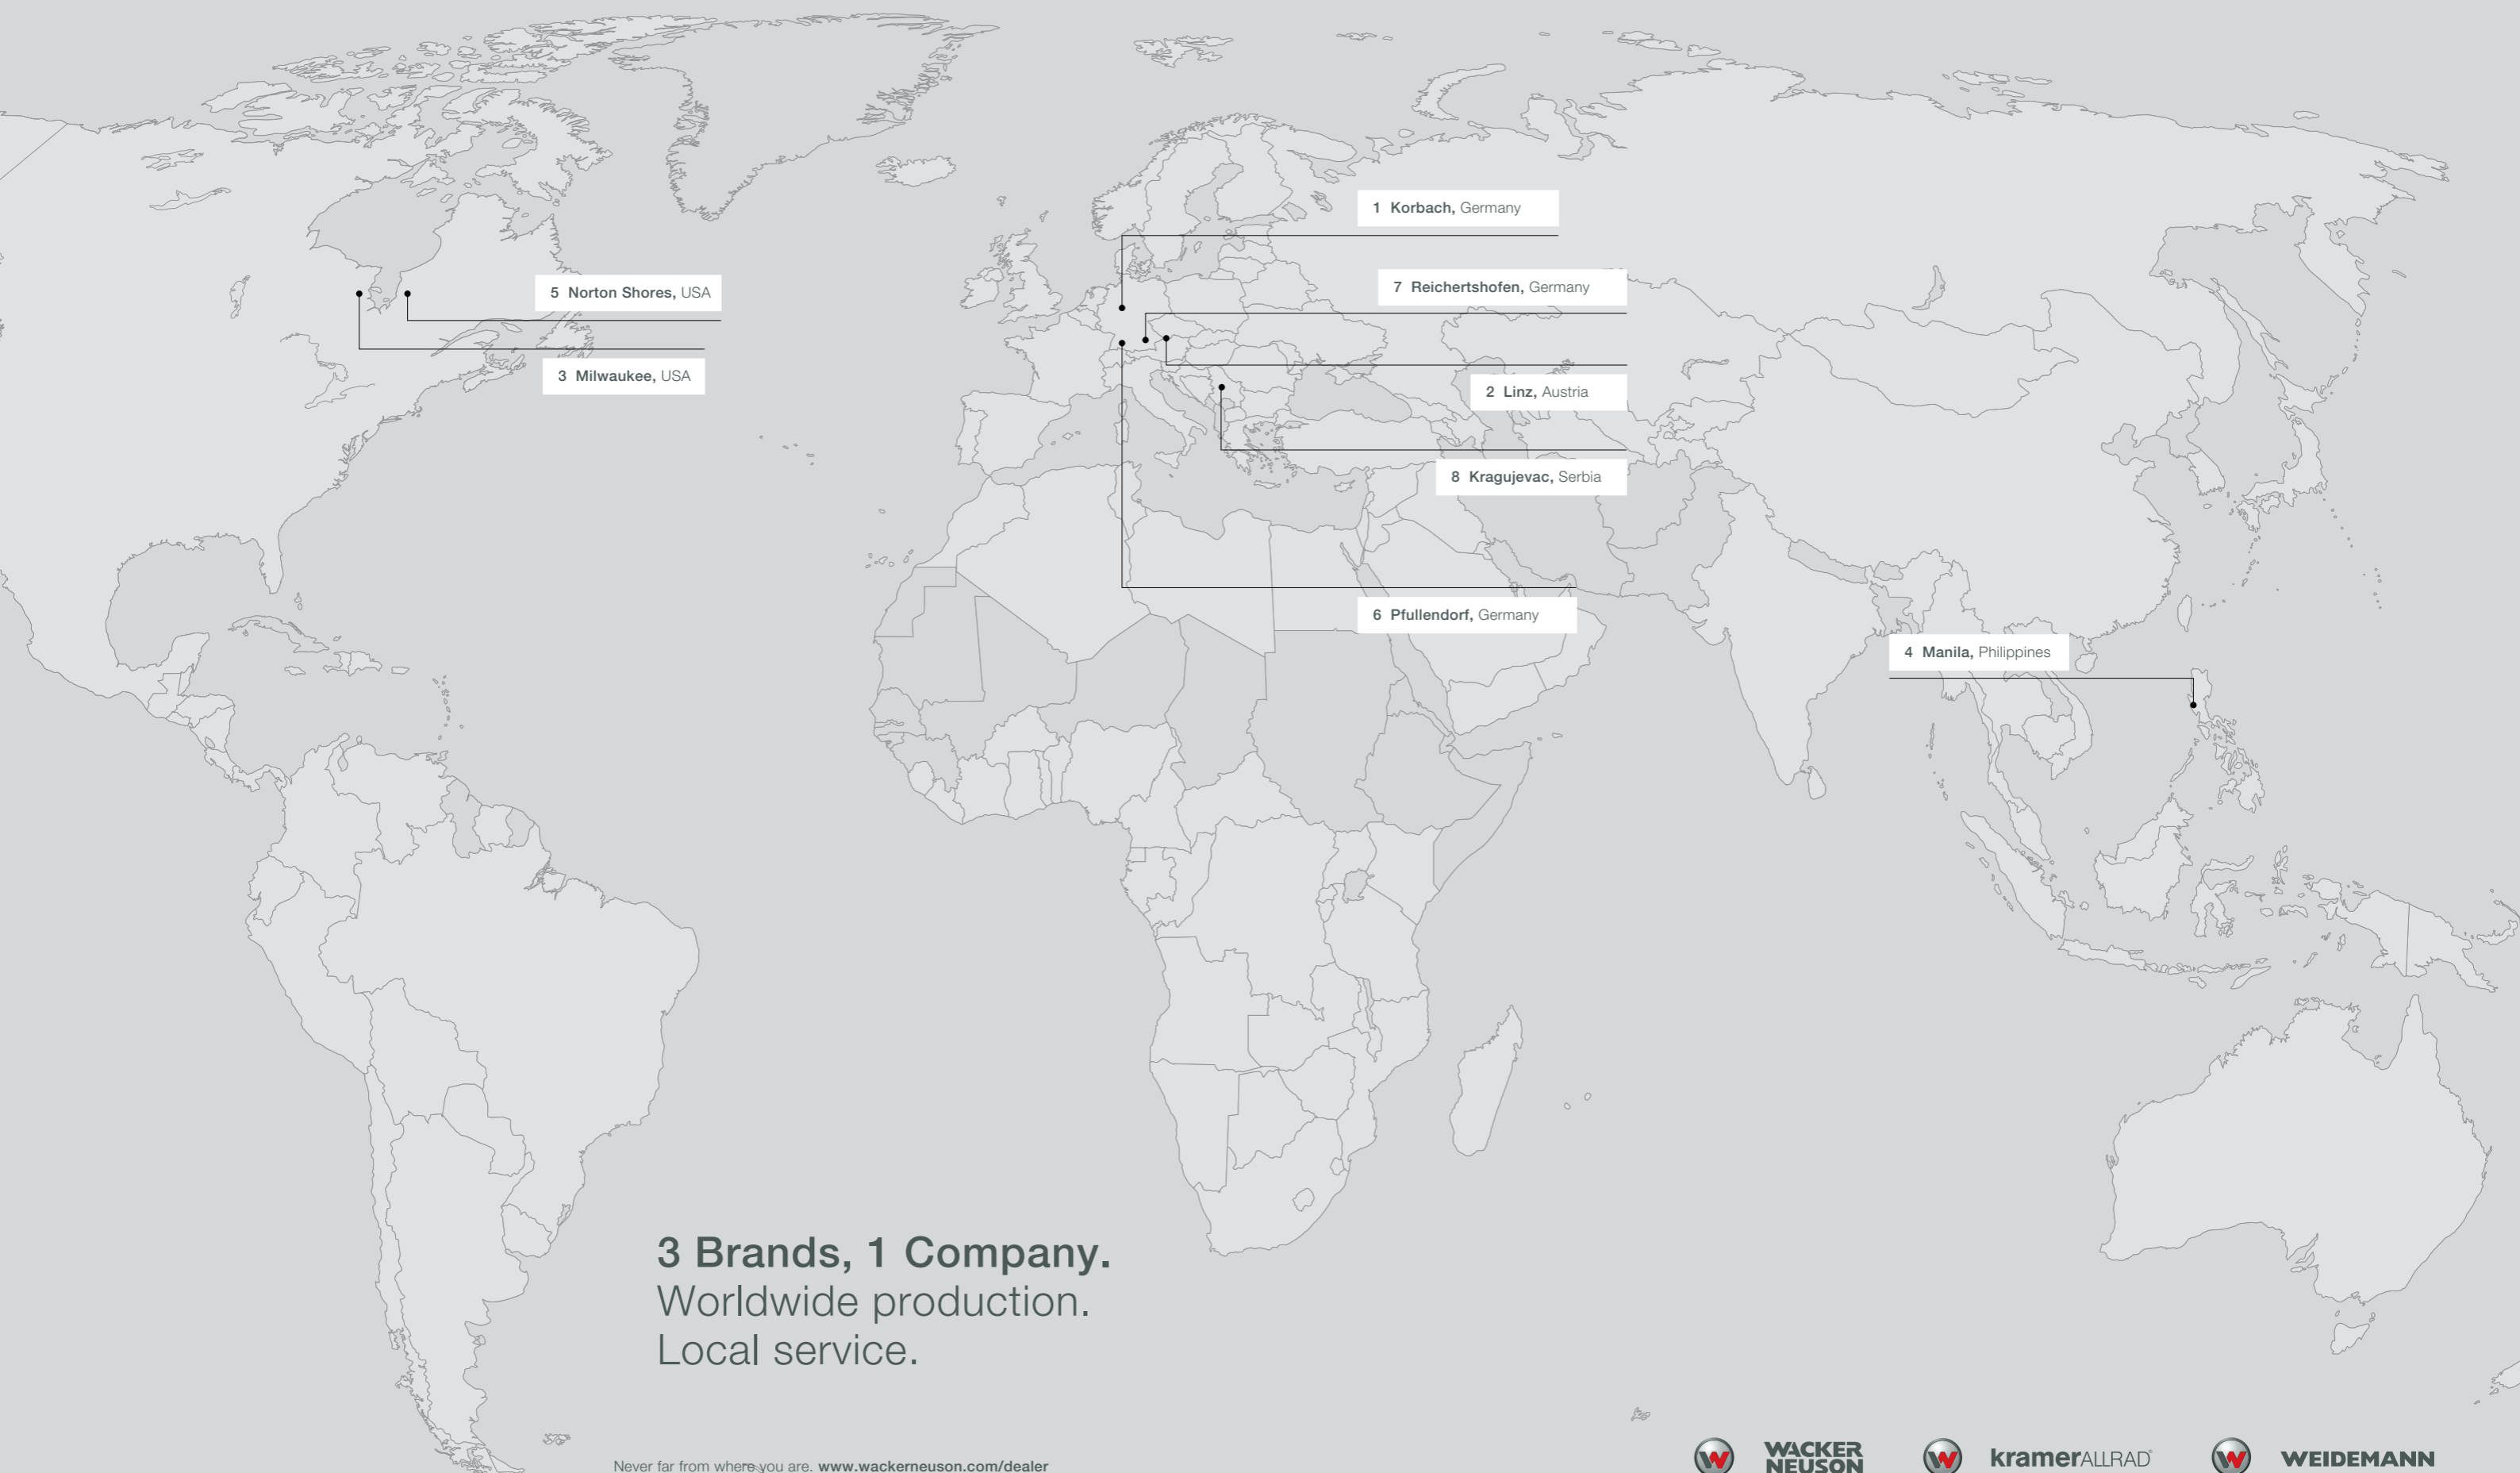 1 Korbach, Germany
7 Reichertshofen, Germany
5 Norton Shores, USA
3 Milwaukee, USA
2 Linz, Austria
8 Kragujevac, Serbia
6 Pfullendorf, Germany
4 Manila, Philippines
3 Brands, 1 Company.
Worldwide production.
Local service.
Never far from where you are. www.wackerneuson.com/dealer
W WACKER
NEUSON
W kramerALLRAD®
W WEIDEMANN